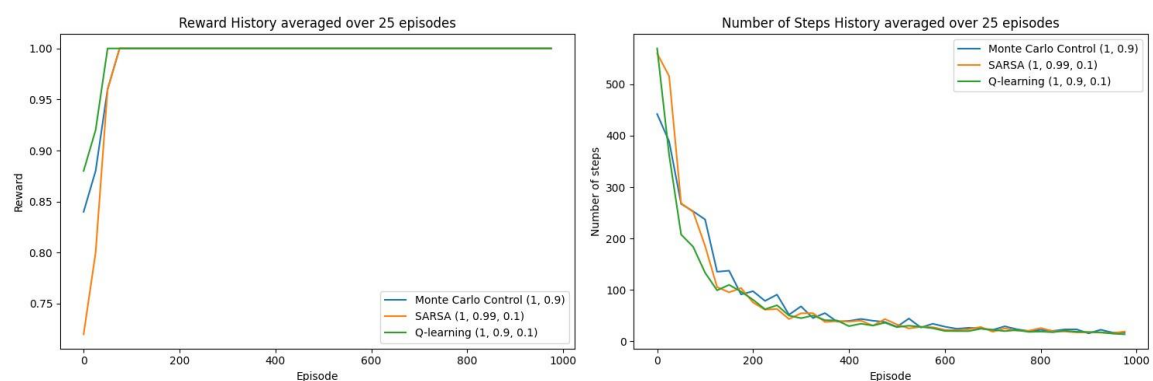 Reward History averaged over 25 episodes
1.00
0.95
0.90
0.85
0.80
0.75
Reward
Monte Carlo Control (1, 0.9)
SARSA (1, 0.99, 0.1)
Q-learning (1, 0.9, 0.1)
0 200 400 600 800 1000
Episode
Number of Steps History averaged over 25 episodes
Monte Carlo Control (1, 0.9)
SARSA (1, 0.99, 0.1)
Q-learning (1, 0.9, 0.1)
500
400
300
200
100
0
Number of steps
0 200 400 600 800 1000
Episode